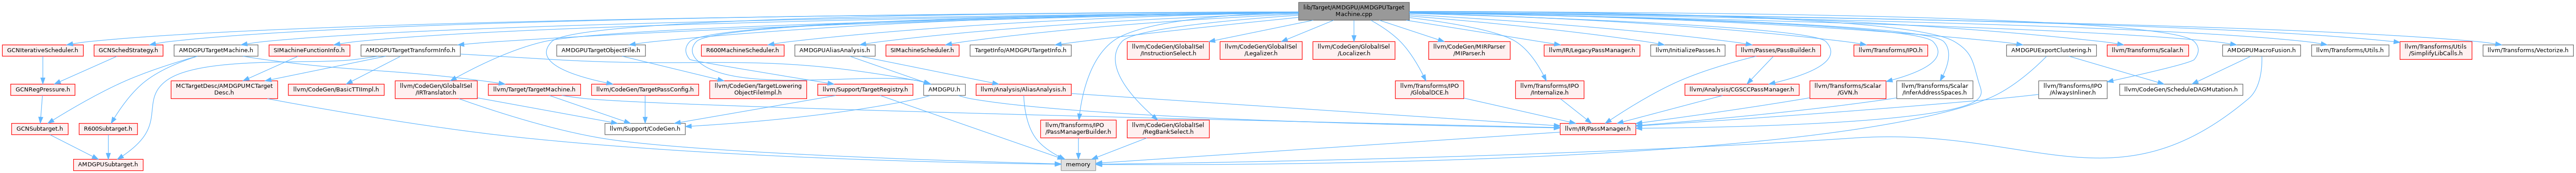 lib/Target/AMDGPU/AMDGPUTarget
Machine.cpp
GCNIterativeScheduler.h
GCNSchedStrategy.h
AMDGPUTargetMachine.h
SIMachineFunctionInfo.h
AMDGPUTargetTransformInfo.h
AMDGPUTargetObjectFile.h
R600MachineScheduler.h
AMDGPUAliasAnalysis.h
SIMachineScheduler.h
TargetInfo/AMDGPUTargetInfo.h
llvm/CodeGen/GlobalISel
/InstructionSelect.h
llvm/CodeGen/GlobalISel
/Legalizer.h
llvm/CodeGen/GlobalISel
/Localizer.h
llvm/CodeGen/MIRParser
/MIParser.h
llvm/IR/LegacyPassManager.h
llvm/InitializePasses.h
llvm/Passes/PassBuilder.h
llvm/Transforms/IPO.h
AMDGPUExportClustering.h
llvm/Transforms/Scalar.h
AMDGPUMacroFusion.h
llvm/Transforms/Utils.h
llvm/Transforms/Utils
/SimplifyLibCalls.h
llvm/Transforms/Vectorize.h
GCNRegPressure.h
MCTargetDesc/AMDGPUMCTarget
Desc.h
llvm/CodeGen/BasicTTIImpl.h
llvm/CodeGen/GlobalISel
/IRTranslator.h
llvm/Target/TargetMachine.h
llvm/CodeGen/TargetPassConfig.h
llvm/CodeGen/TargetLowering
ObjectFileImpl.h
llvm/Support/TargetRegistry.h
AMDGPU.h
llvm/Analysis/AliasAnalysis.h
llvm/Transforms/IPO
/GlobalDCE.h
llvm/Transforms/IPO
/Internalize.h
llvm/Analysis/CGSCCPassManager.h
llvm/Transforms/Scalar
/GVN.h
llvm/Transforms/Scalar
/InferAddressSpaces.h
llvm/Transforms/IPO
/AlwaysInliner.h
llvm/CodeGen/ScheduleDAGMutation.h
GCNSubtarget.h
R600Subtarget.h
llvm/Support/CodeGen.h
llvm/Transforms/IPO
/PassManagerBuilder.h
llvm/CodeGen/GlobalISel
/RegBankSelect.h
llvm/IR/PassManager.h
AMDGPUSubtarget.h
memory